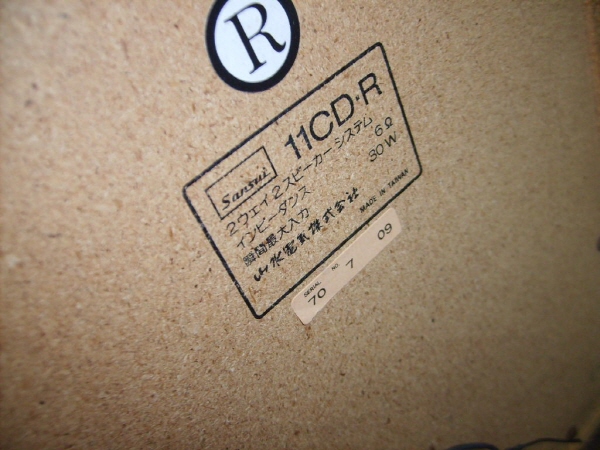 R
Sansui 11CD・R
2ウェイ2スピーカーシステム
インピーダンス 6Ω
瞬間最大入力 30W
山水電気株式会社 MADE IN TAIWAN
SERIAL NO.
70 7 09